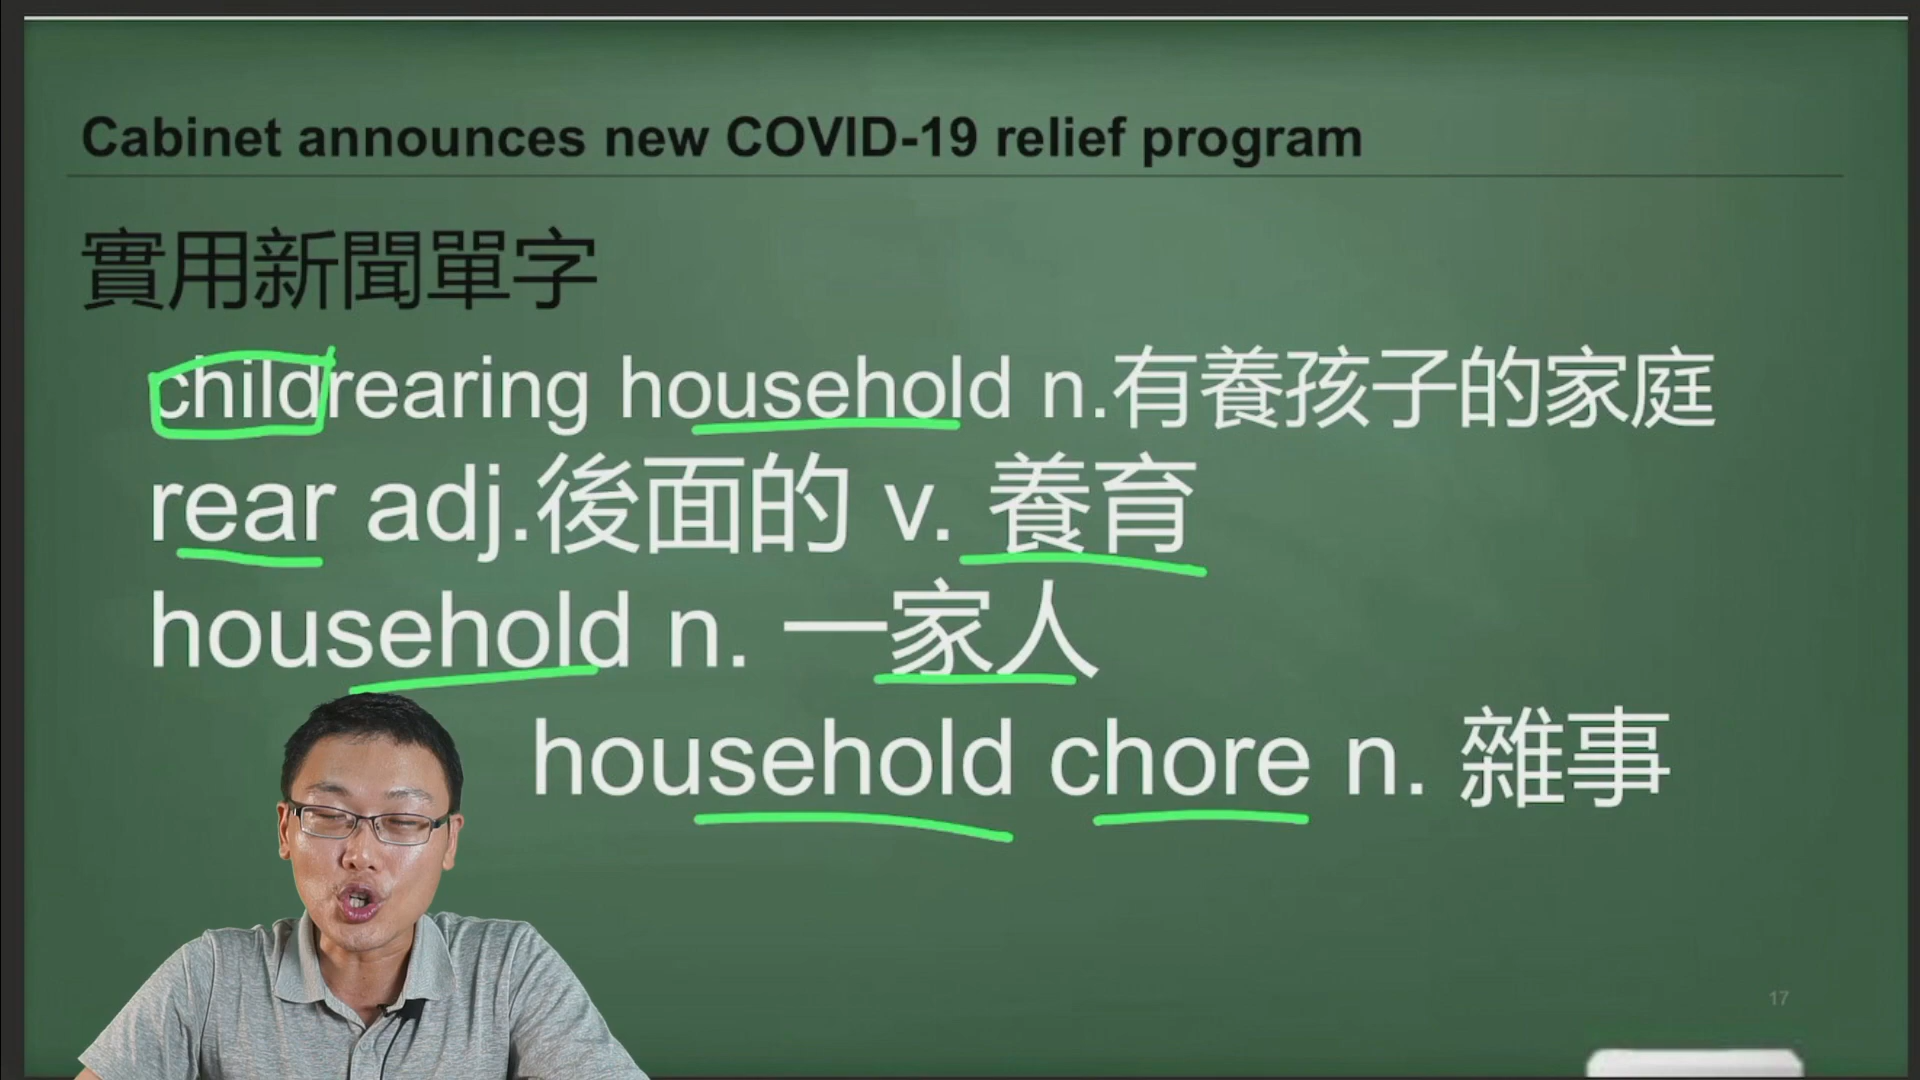 Cabinet announces new COVID-19 relief program
實用新聞單字
childrearing household n.有養孩子的家庭
rear adj.後面的 v. 養育
household n. 一家人
household chore n. 雜事
17